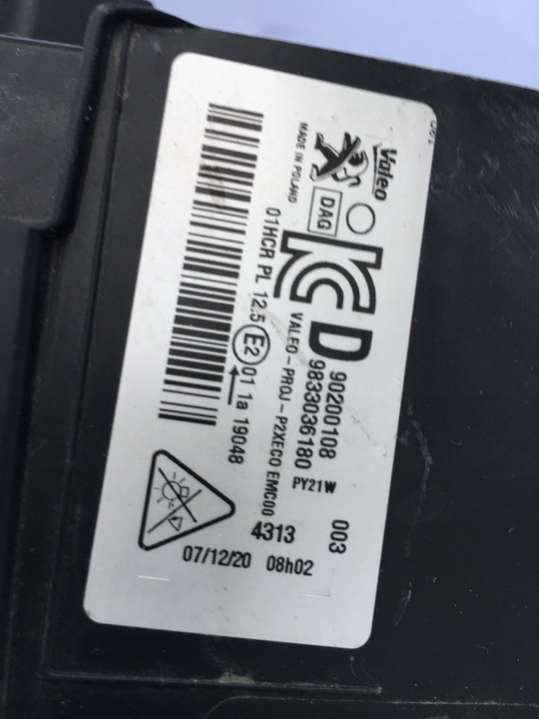 Valeo
MADE IN POLAND
DAG
D
90200108
9833036180
003
VALEO-PROJ-P2XECO EMC00
PY21W
01HCR PL 12.5 E2 01 1a 19048
4313
07/12/20 08h02